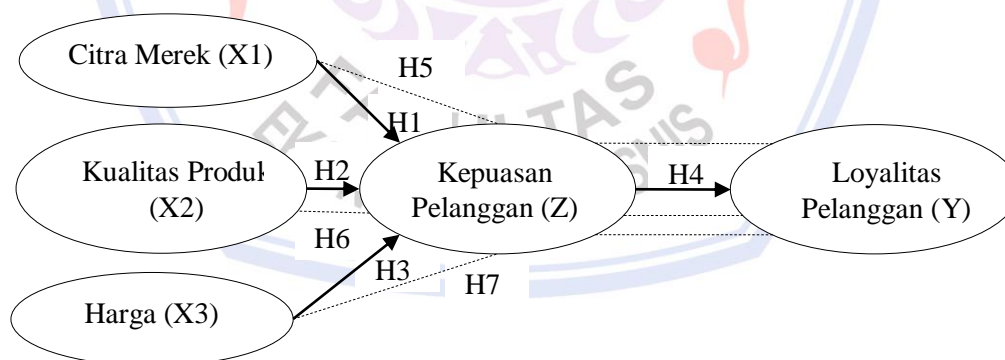 Citra Merek (X1)
H5
H1
Kualitas Produk
(X2)
H2
Kepuasan
Pelanggan (Z)
H4
Loyalitas
Pelanggan (Y)
H6
H3
H7
Harga (X3)